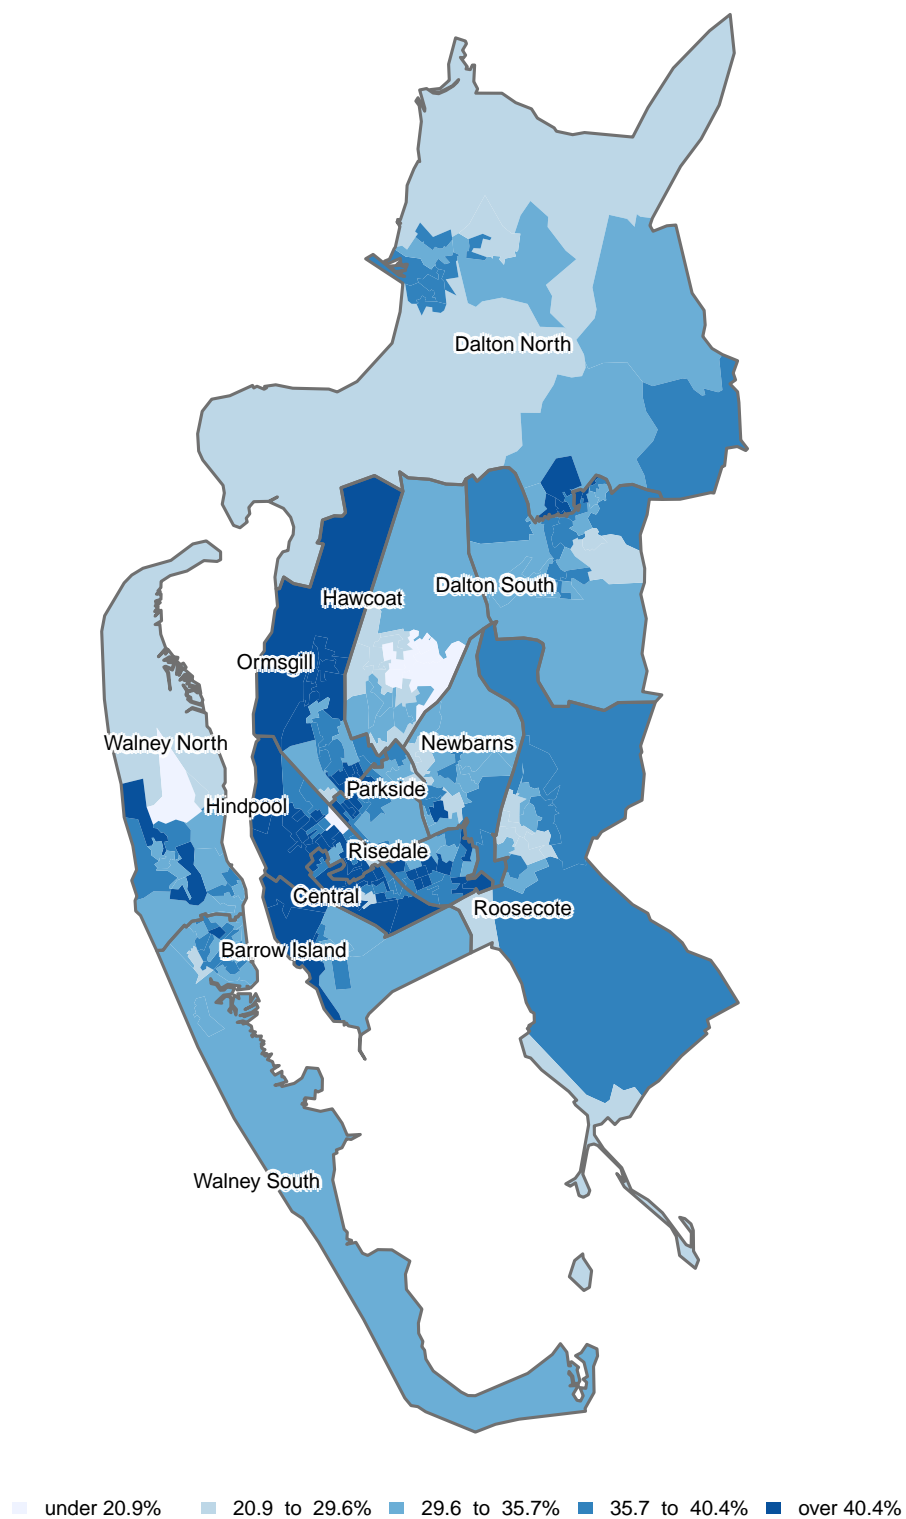 Dalton North
Dalton South
Hawcoat
Ormsgill
Walney North
Newbarns
Parkside
Hindpool
Risedale
Central
Roosecote
Barrow Island
Walney South
under 20.9% 20.9 to 29.6% 29.6 to 35.7% 35.7 to 40.4% over 40.4%